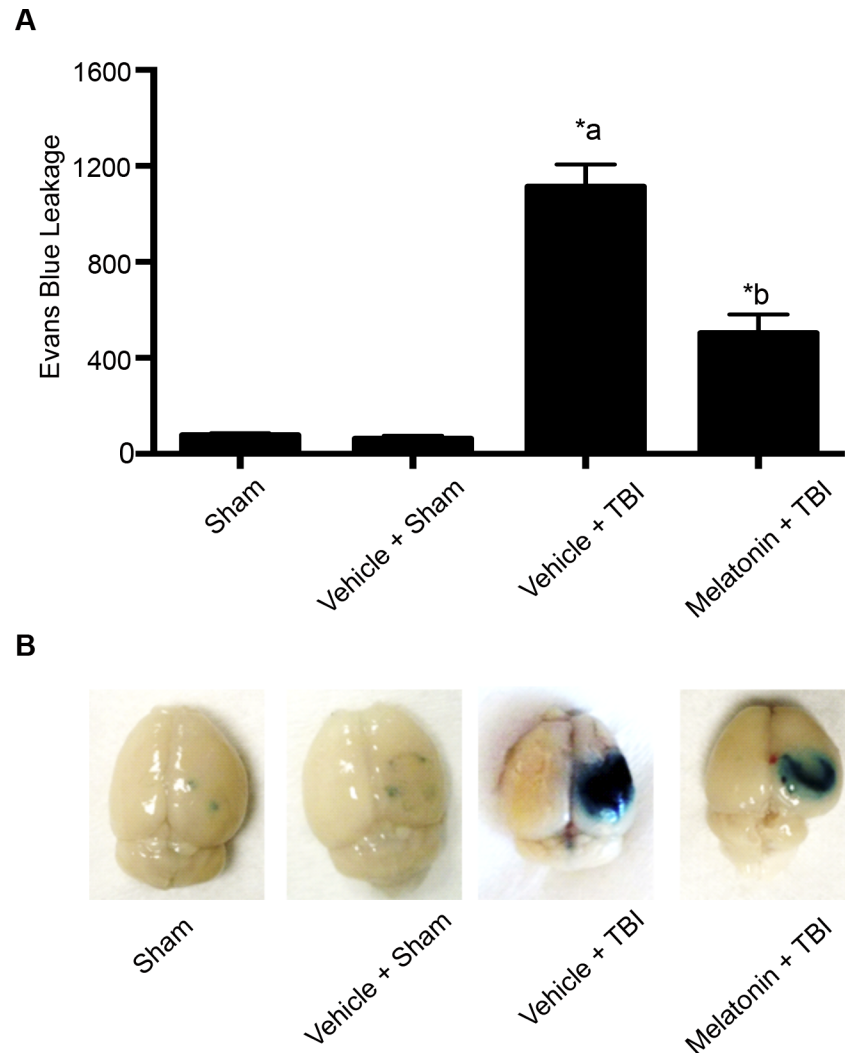 A
Evans Blue Leakage
1600
1200
800
400
0
*a
*b
Sham
Vehicle + Sham
Vehicle + TBI
Melatonin + TBI
B
Sham
Vehicle + Sham
Vehicle + TBI
Melatonin + TBI